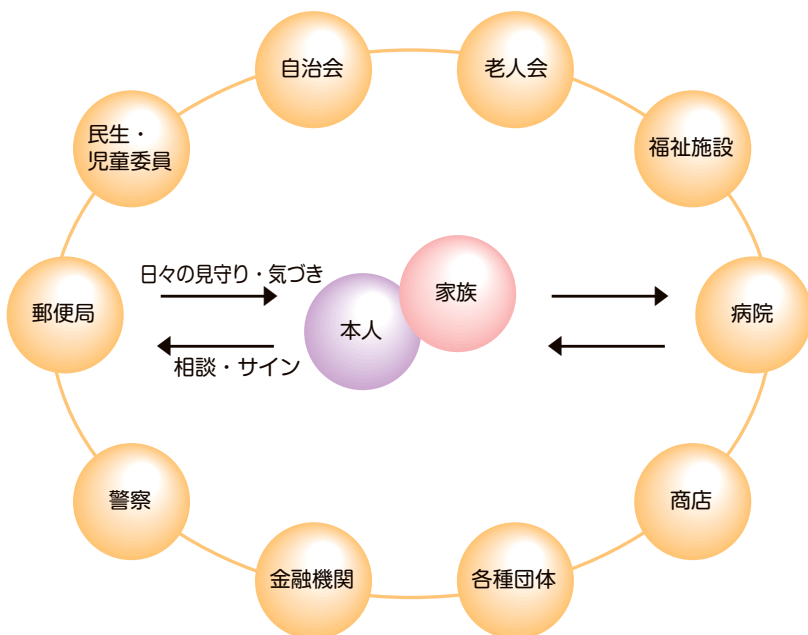 自治会
老人会
民生・
児童委員
福祉施設
日々の見守り・気づき
郵便局
家族
病院
本人
相談・サイン
警察
商店
金融機関
各種団体